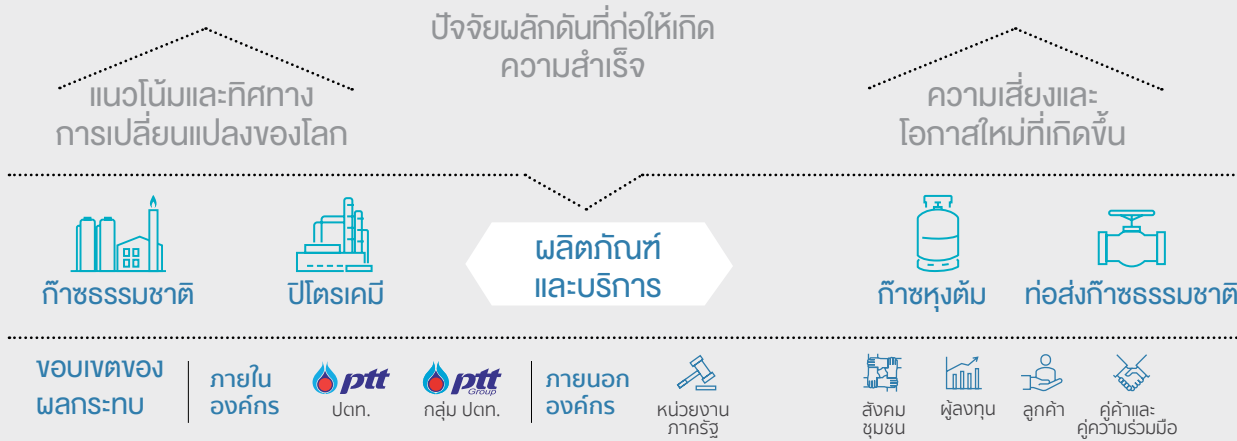 ปัจจัยผลักดันที่ก่อให้เกิด
ความสำเร็จ
แนวโน้มและทิศทาง
การเปลี่ยนแปลงของโลก
ความเสี่ยงและ
โอกาสใหม่ที่เกิดขึ้น
ก๊าซธรรมชาติ
ปิโตรเคมี
ผลิตภัณฑ์
และบริการ
ก๊าซหุงต้ม
ท่อส่งก๊าซธรรมชาติ
ขอบเขตของ
ผลกระทบ
ภายใน
องค์กร
ptt
ปตท.
ptt
Group
กลุ่ม ปตท.
ภายนอก
องค์กร
หน่วยงาน
ภาครัฐ
สังคม
ชุมชน
ผู้ลงทุน
ลูกค้า
คู่ค้าและ
คู่ความร่วมมือ